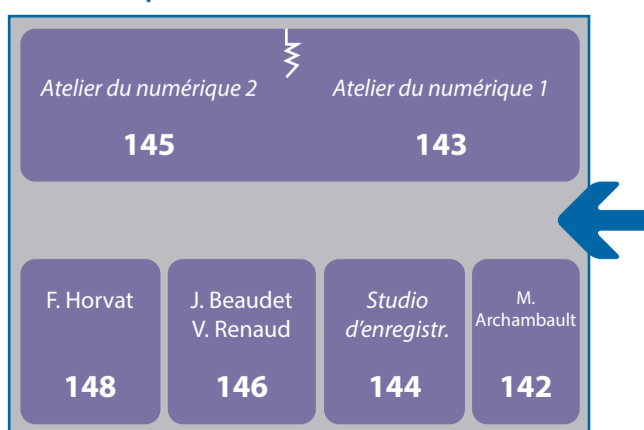 Atelier du numérique 2
145
Atelier du numérique 1
143
F. Horvat
148
J. Beaudet
V. Renaud
146
Studio
d'enregistr.
144
M.
Archambault
142